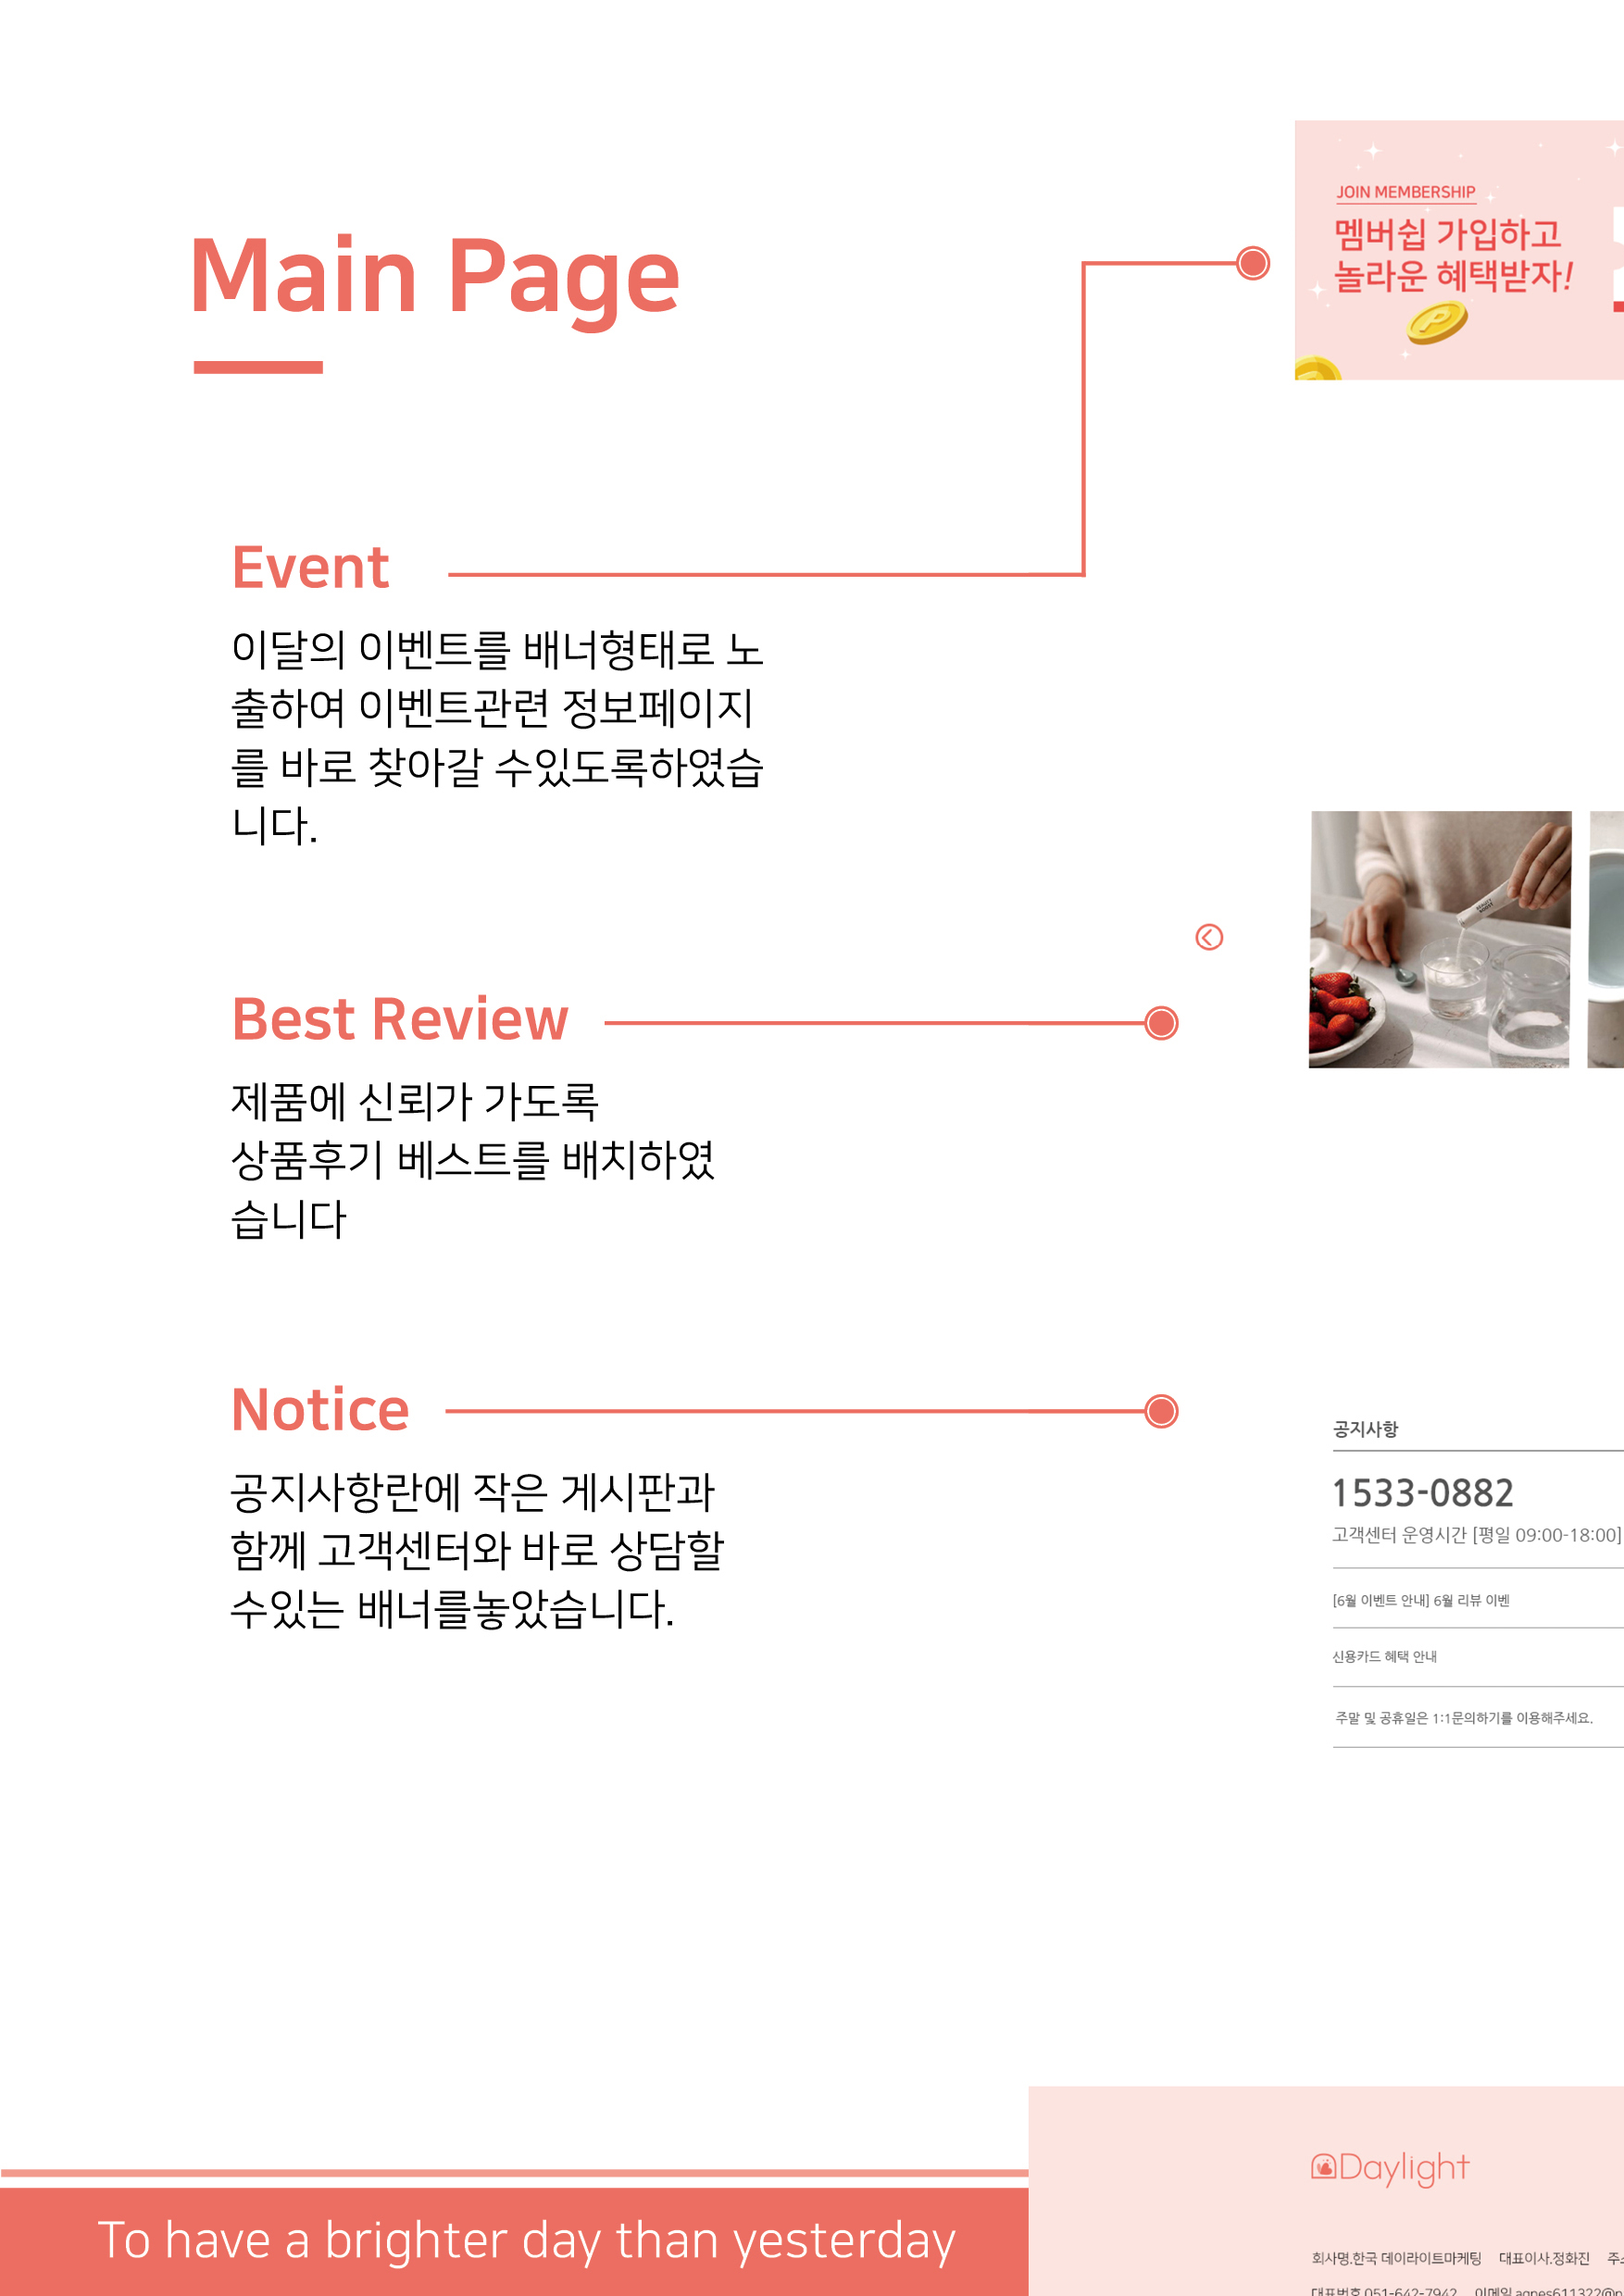 Main Page
JOIN MEMBERSHIP
멤버쉽 가입하고
놀라운 혜택받자!
Event
이달의 이벤트를 배너형태로 노
출하여 이벤트관련 정보페이지
를 바로 찾아갈 수있도록하였습
니다.
Best Review
제품에 신뢰가 가도록
상품후기 베스트를 배치하였
습니다
Notice
공지사항란에 작은 게시판과
함께 고객센터와 바로 상담할
수있는 배너를놓았습니다.
공지사항
1533-0882
고객센터 운영시간 [평일 09:00-18:00]
[6월 이벤트 안내] 6월 리뷰 이벤
신용카드 혜택 안내
주말 및 공휴일은 1:1문의하기를 이용해주세요.
Daylight
To have a brighter day than yesterday
회사명.한국 데이라이트마케팅 대표이사.정화진
대표번호 051-642-7942 이메일